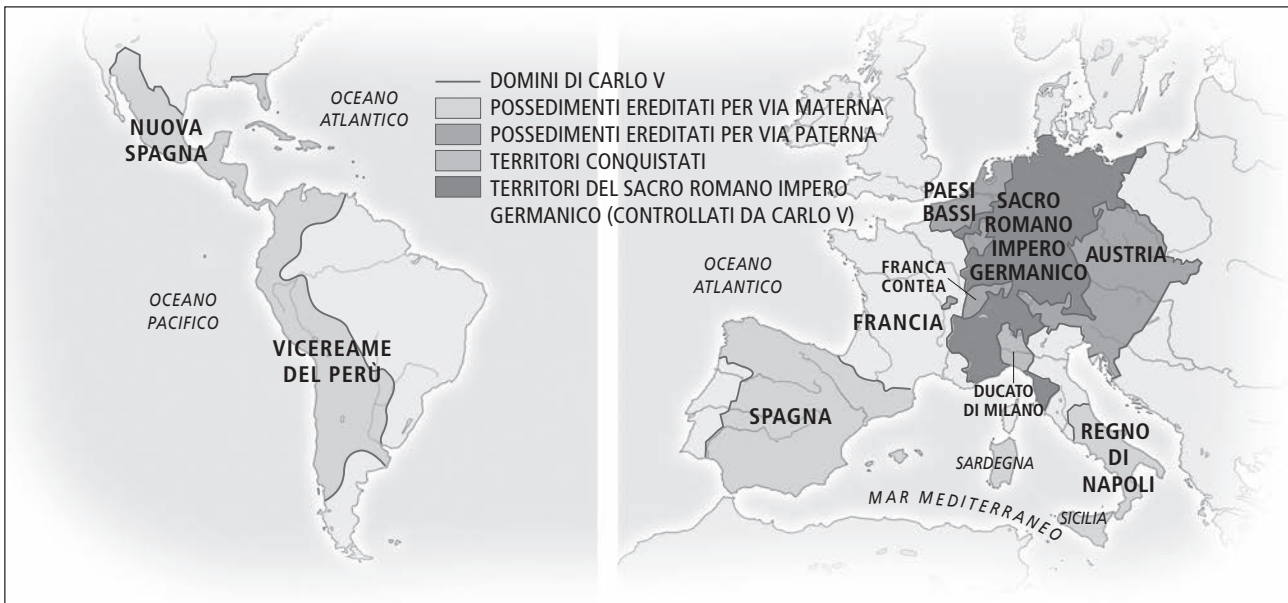 NUOVA
SPAGNA
OCEANO
ATLANTICO
OCEANO
PACIFICO
VICEREAME
DEL PERÙ
DOMINI DI CARLO V
POSSEDIMENTI EREDITATI PER VIA MATERNA
POSSEDIMENTI EREDITATI PER VIA PATERNA
TERRITORI CONQUISTATI
TERRITORI DEL SACRO ROMANO IMPERO
GERMANICO (CONTROLLATI DA CARLO V)
PAESI
BASSI
SACRO
ROMANO
IMPERO
GERMANICO
AUSTRIA
OCEANO
ATLANTICO
FRANCA
CONTEA
FRANCIA
DUCATO
DI MILANO
SPAGNA
SARDEGNA
REGNO
DI
NAPOLI
MAR MEDITERRANEO
SICILIA